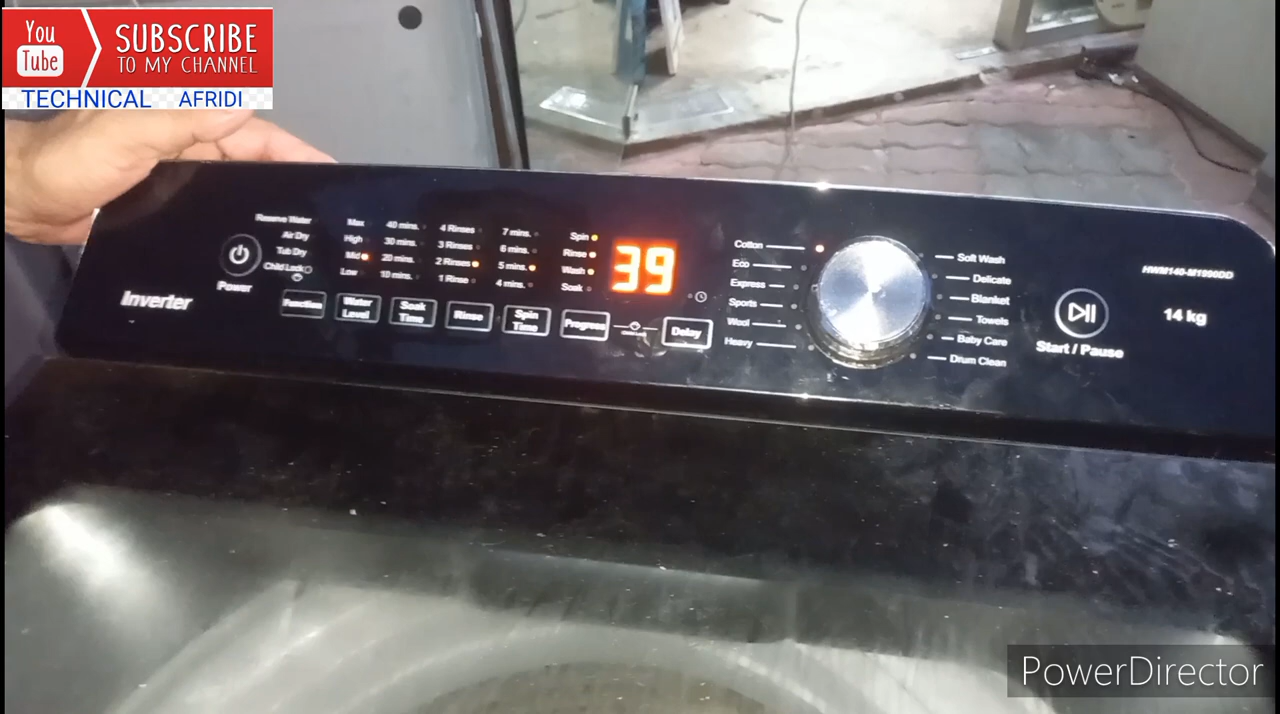 You
Tube
SUBSCRIBE
TO MY CHANNEL
TECHNICAL AFRIDI
Reserve Water
Air Dry
Tub Dry
Child Lock
Max
High
Mid
Low
40 mins.
30 mins.
20 mins.
10 mins.
4 Rinses
3 Rinses
2 Rinses
1 Rinse
7 mins.
6 mins.
5 mins.
4 mins.
Spin
Rinse
Wash
Soak
39
Power
Inverter
Function
Water
Level
Soak
Time
Rinse
Spin
Time
Progress
Delay
Cotton
Eco
Express
Sports
Wool
Heavy
Soft Wash
Delicate
Blanket
Towels
Baby Care
Drum Clean
Start / Pause
HWM140-M1990DD
14 kg
PowerDirector